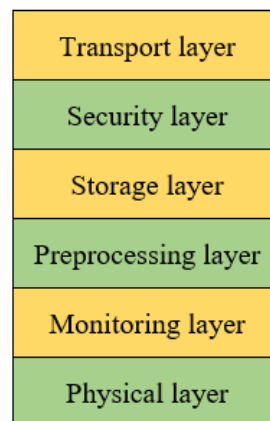 Transport layer
Security layer
Storage layer
Preprocessing layer
Monitoring layer
Physical layer